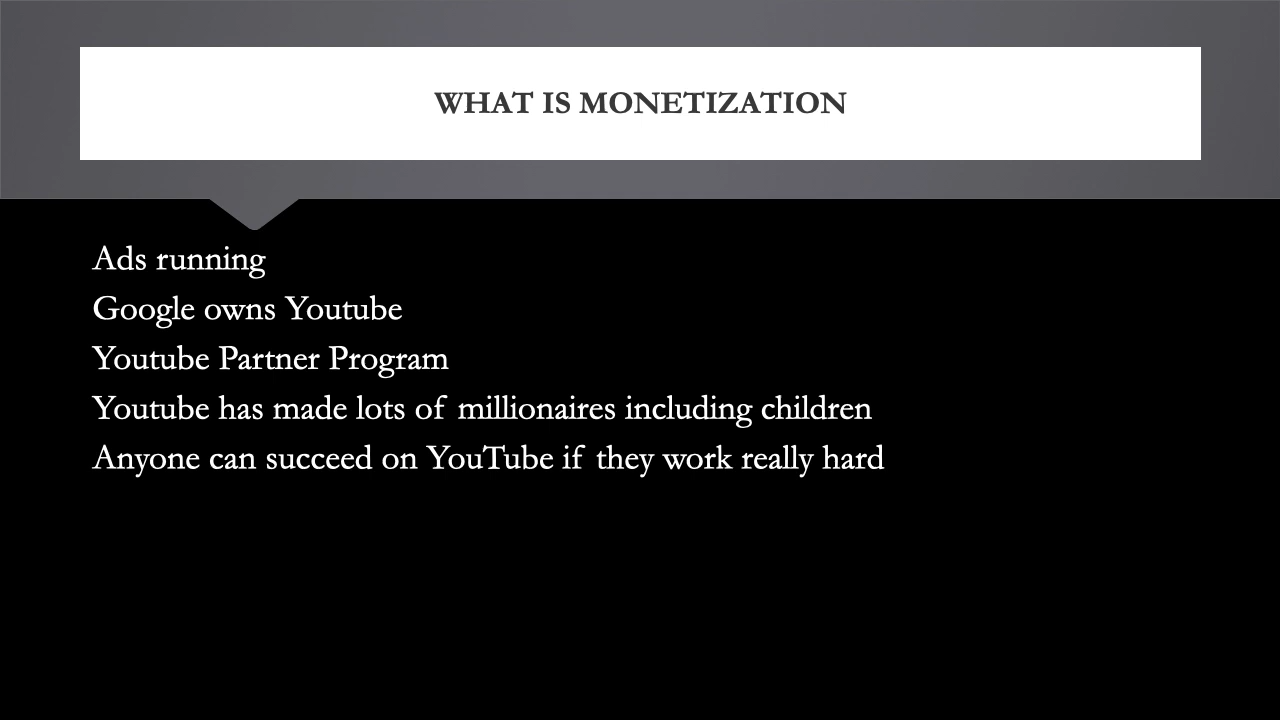 WHAT IS MONETIZATION
Ads running
Google owns Youtube
Youtube Partner Program
Youtube has made lots of millionaires including children
Anyone can succeed on YouTube if they work really hard